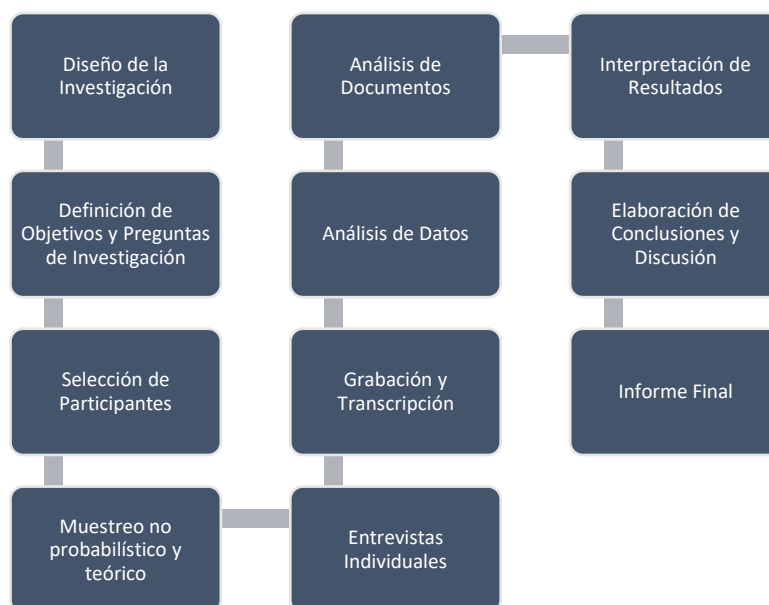 Diseño de la
Investigación
Definición de
Objetivos y Preguntas
de Investigación
Selección de
Participantes
Muestreo no
probabilístico y
teórico
Entrevistas
Individuales
Grabación y
Transcripción
Análisis de Datos
Análisis de
Documentos
Interpretación de
Resultados
Elaboración de
Conclusiones y
Discusión
Informe Final